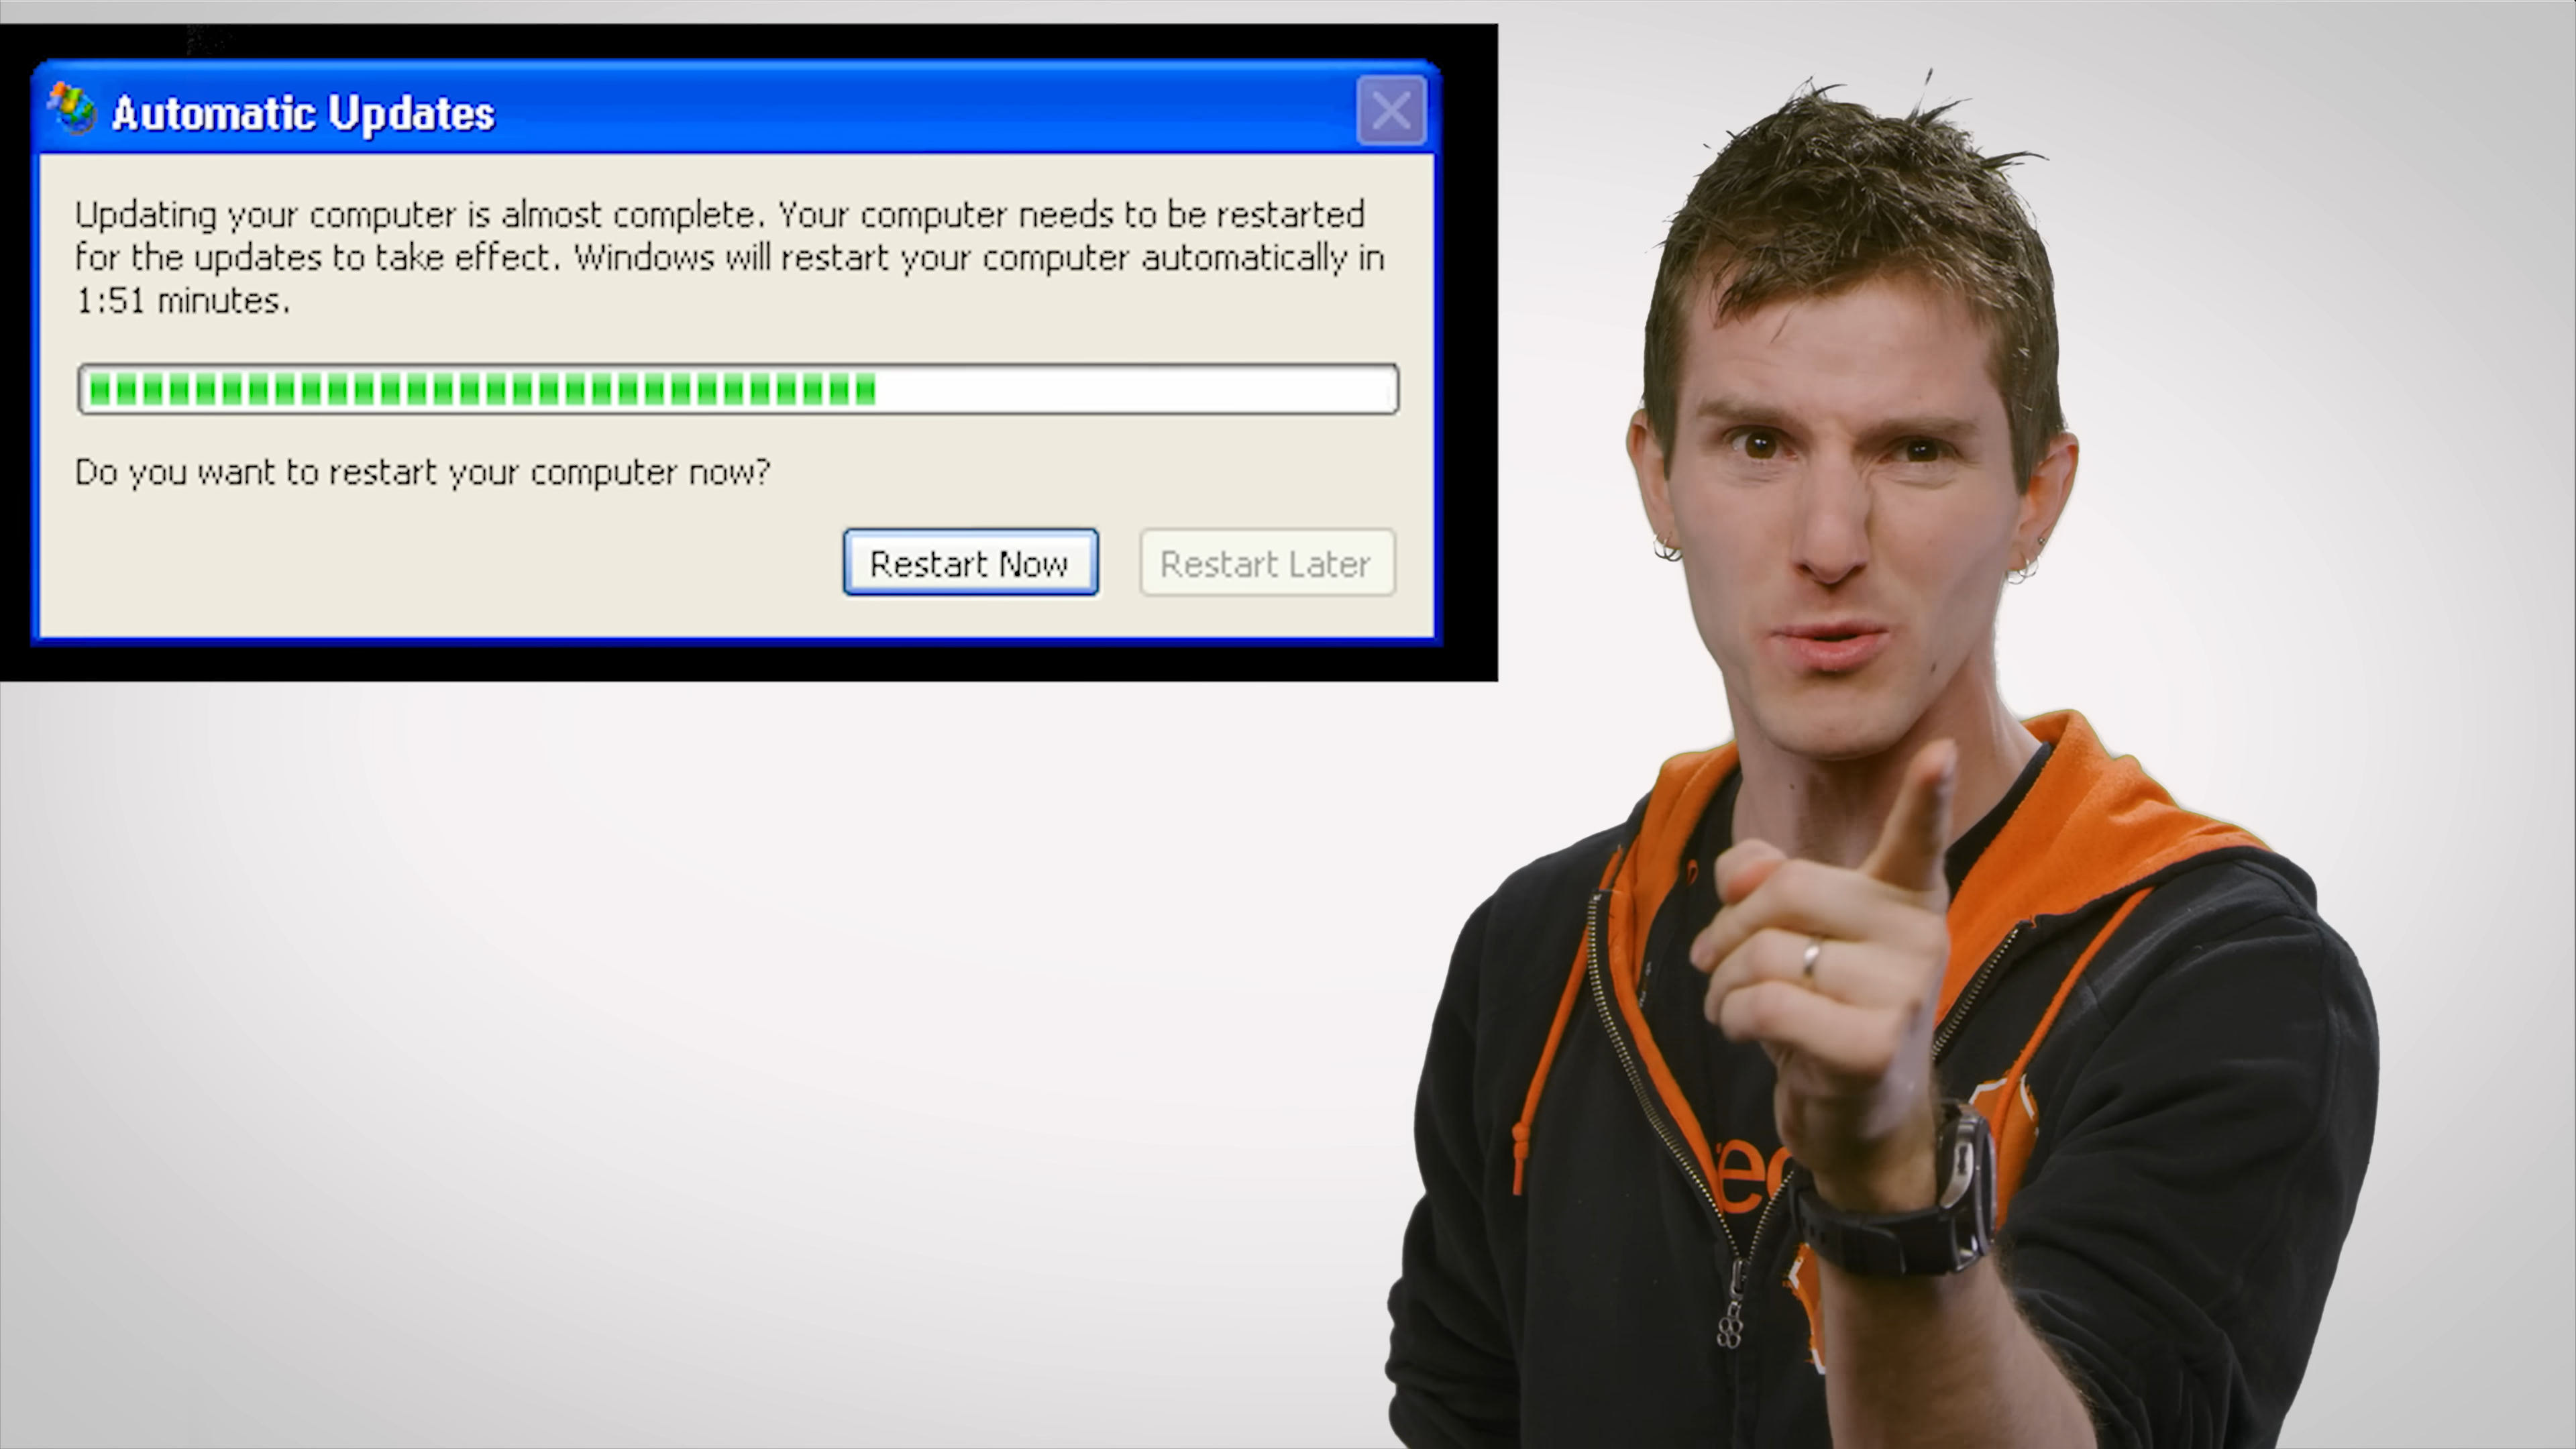 Automatic Updates
Updating your computer is almost complete. Your computer needs to be restarted
for the updates to take effect. Windows will restart your computer automatically in
1:51 minutes.
Do you want to restart your computer now?
Restart Now
Restart Later